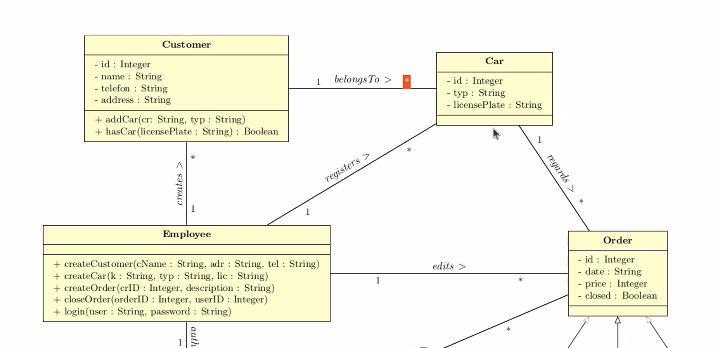 Customer
- id : Integer
- name : String
- telefon : String
- address : String
+ addCar(cr: String, typ : String)
+ hasCar(licensePlate : String) : Boolean
1
belongsTo >
*
Car
- id : Integer
- typ : String
- licensePlate : String
*
creates >
1
registers >
*
1
1
regards >
*
Employee
+ createCustomer(cName : String, adr : String, tel : String)
+ createCar(k : String, typ : String, lic : String)
+ createOrder(crID : Integer, description : String)
+ closeOrder(orderID : Integer, userID : Integer)
+ login(user : String, password : String)
edits >
1
*
Order
- id : Integer
- date : String
- price : Integer
- closed : Boolean
*
1